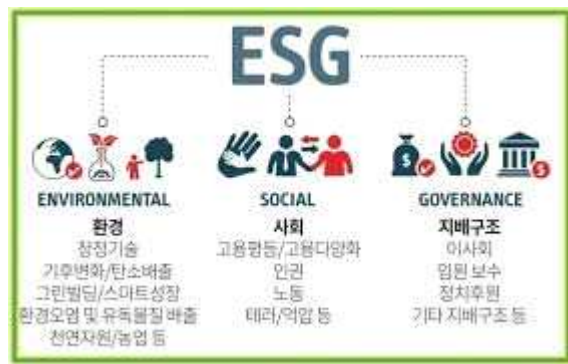 ESG
ENVIRONMENTAL
환경
청정기술
기후변화/탄소배출
그린빌딩/스마트성장
환경오염 및 유독물질 배출
천연자원/농업 등
SOCIAL
사회
고용평등/고용다양화
인권
노동
테러/억압 등
GOVERNANCE
지배구조
이사회
임원 보수
정치후원
기타 지배구조 등